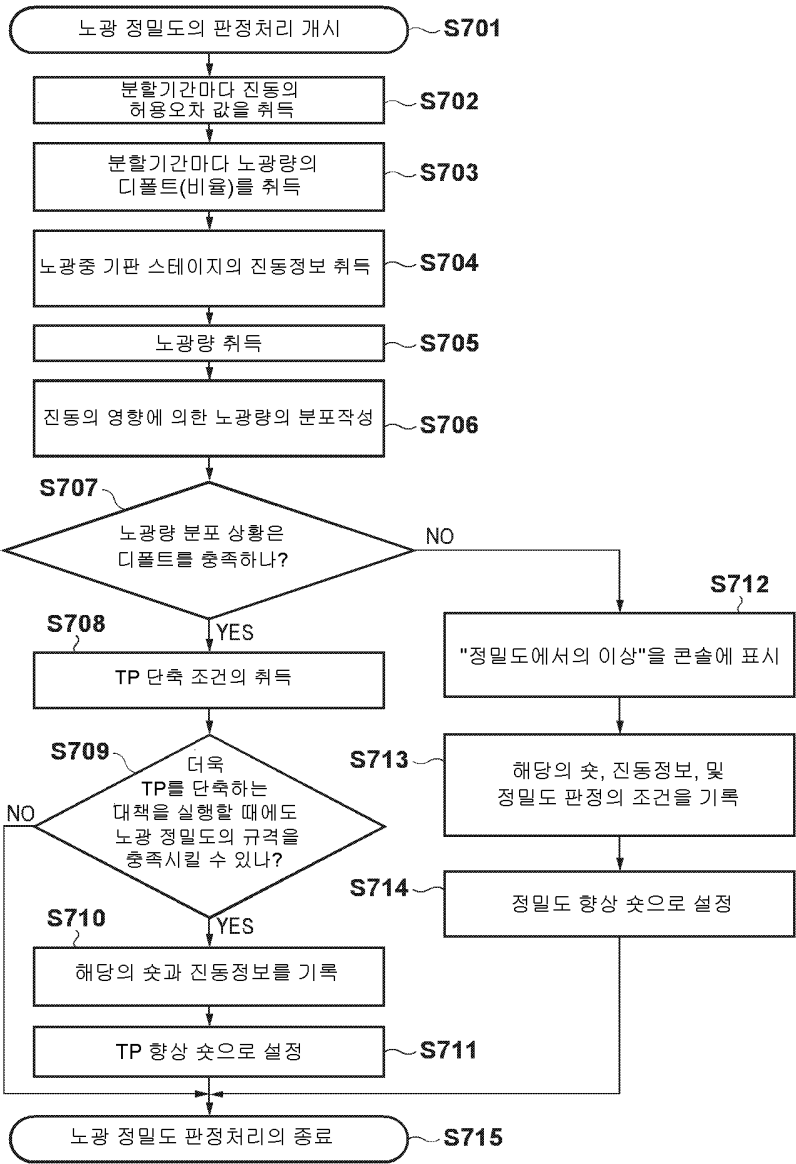 노광 정밀도의 판정처리 개시
S701
분할기간마다 진동의
허용오차 값을 취득
S702
분할기간마다 노광량의
디폴트(비율)를 취득
S703
노광중 기판 스테이지의 진동정보 취득
S704
노광량 취득
S705
진동의 영향에 의한 노광량의 분포작성
S706
S707
노광량 분포 상황은
디폴트를 충족하나?
NO
YES
S708
TP 단축 조건의 취득
S709
더욱
TP를 단축하는
대책을 실행할 때에도
노광 정밀도의 규격을
충족시킬 수 있나?
NO
YES
S710
해당의 숏과 진동정보를 기록
TP 향상 숏으로 설정
S711
S712
"정밀도에서의 이상"을 콘솔에 표시
S713
해당의 숏, 진동정보, 및
정밀도 판정의 조건을 기록
S714
정밀도 향상 숏으로 설정
노광 정밀도 판정처리의 종료
S715